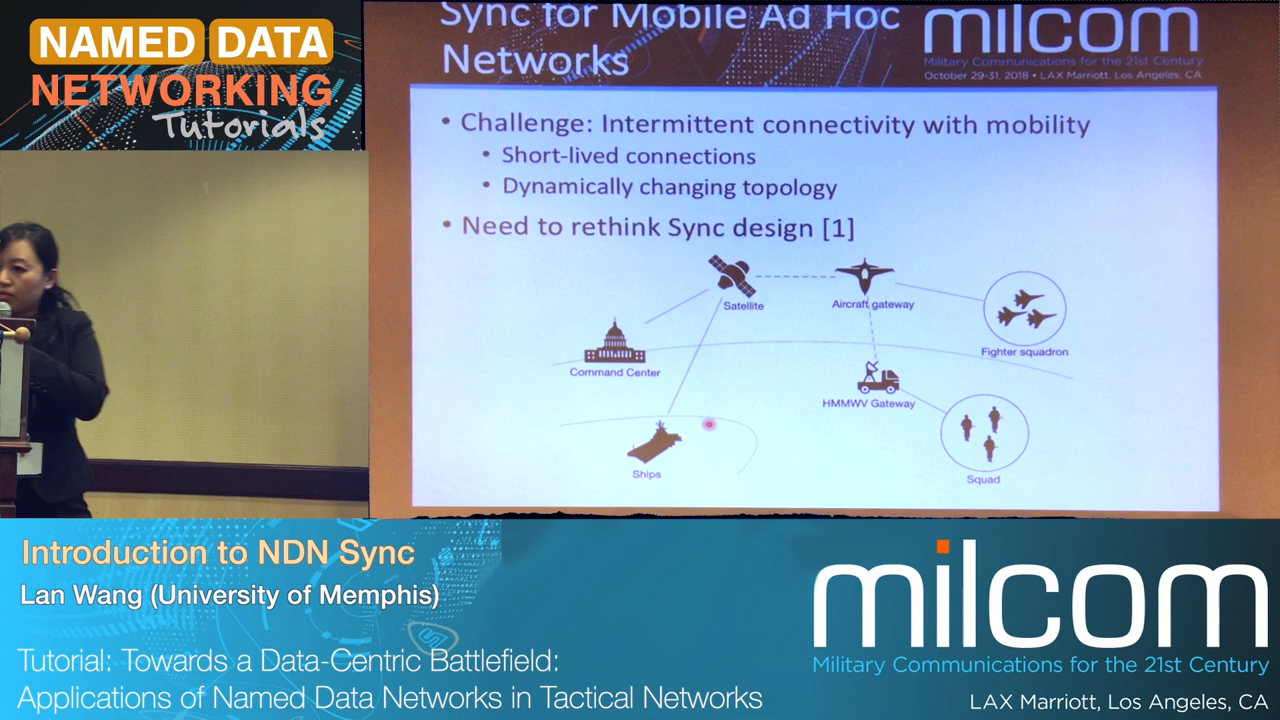 NAMED DATA
NETWORKING
Tutorials
Sync for Mobile Ad Hoc
Networks
milcom
Military Communications for the 21st Century
October 29-31, 2018 • LAX Marriott, Los Angeles, CA
• Challenge: Intermittent connectivity with mobility
• Short-lived connections
• Dynamically changing topology
• Need to rethink Sync design [1]
Satellite
Aircraft gateway
Fighter squadron
Command Center
HMMWV Gateway
Ships
Squad
Introduction to NDN Sync
Lan Wang (University of Memphis)
Tutorial: Towards a Data-Centric Battlefield:
Applications of Named Data Networks in Tactical Networks
milcom
Military Communications for the 21st Century
LAX Marriott, Los Angeles, CA